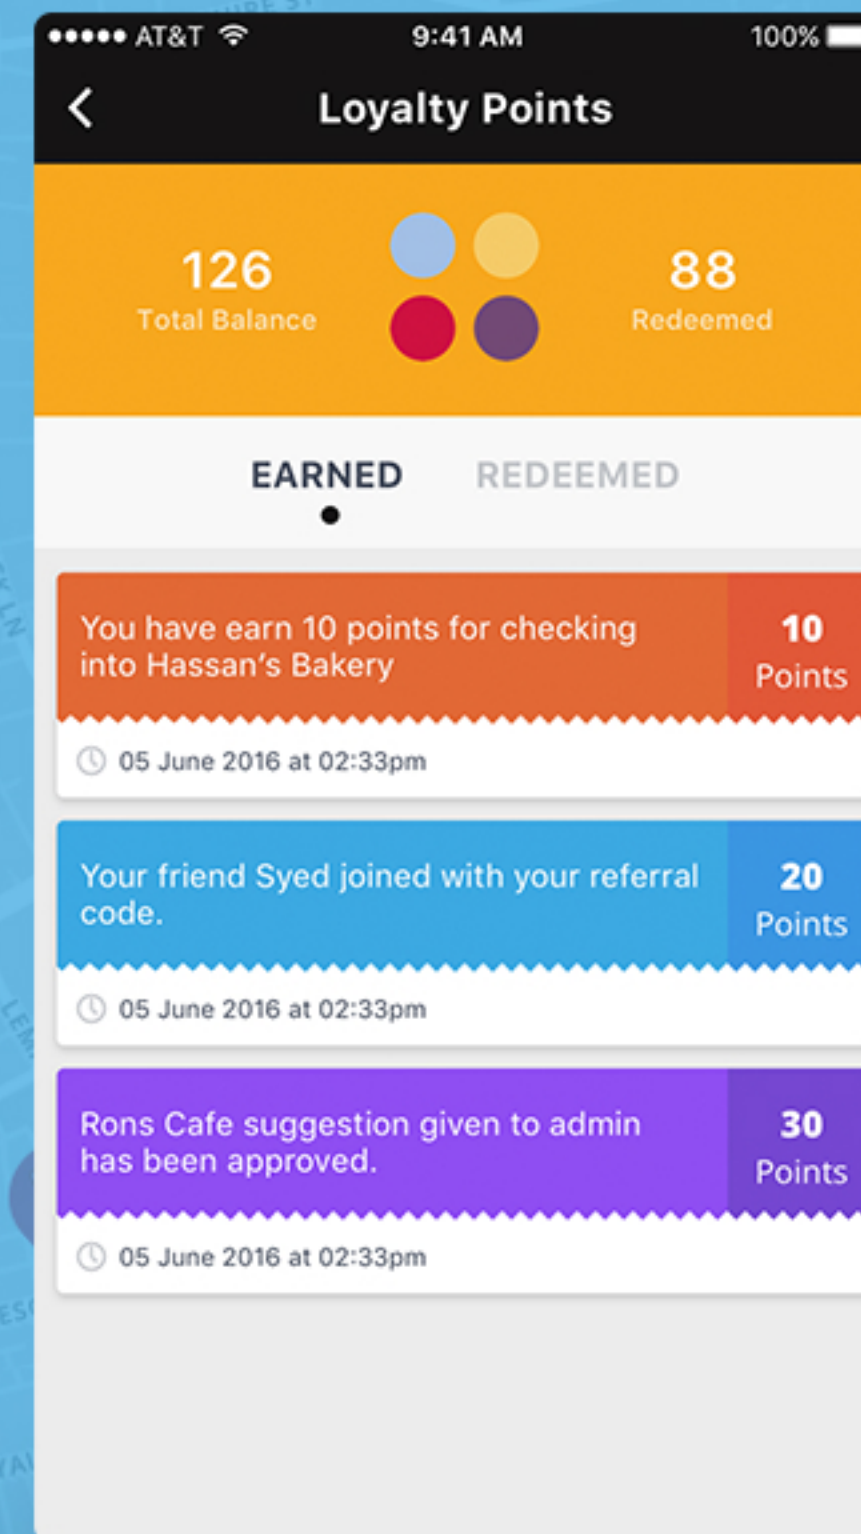 AT&T 9:41 AM 100%
Loyalty Points
126 88
Total Balance Redeemed
EARNED REDEEMED
You have earn 10 points for checking
into Hassan’s Bakery
10
Points
05 June 2016 at 02:33pm
Your friend Syed joined with your referral
code.
20
Points
05 June 2016 at 02:33pm
Rons Cafe suggestion given to admin
has been approved.
30
Points
05 June 2016 at 02:33pm